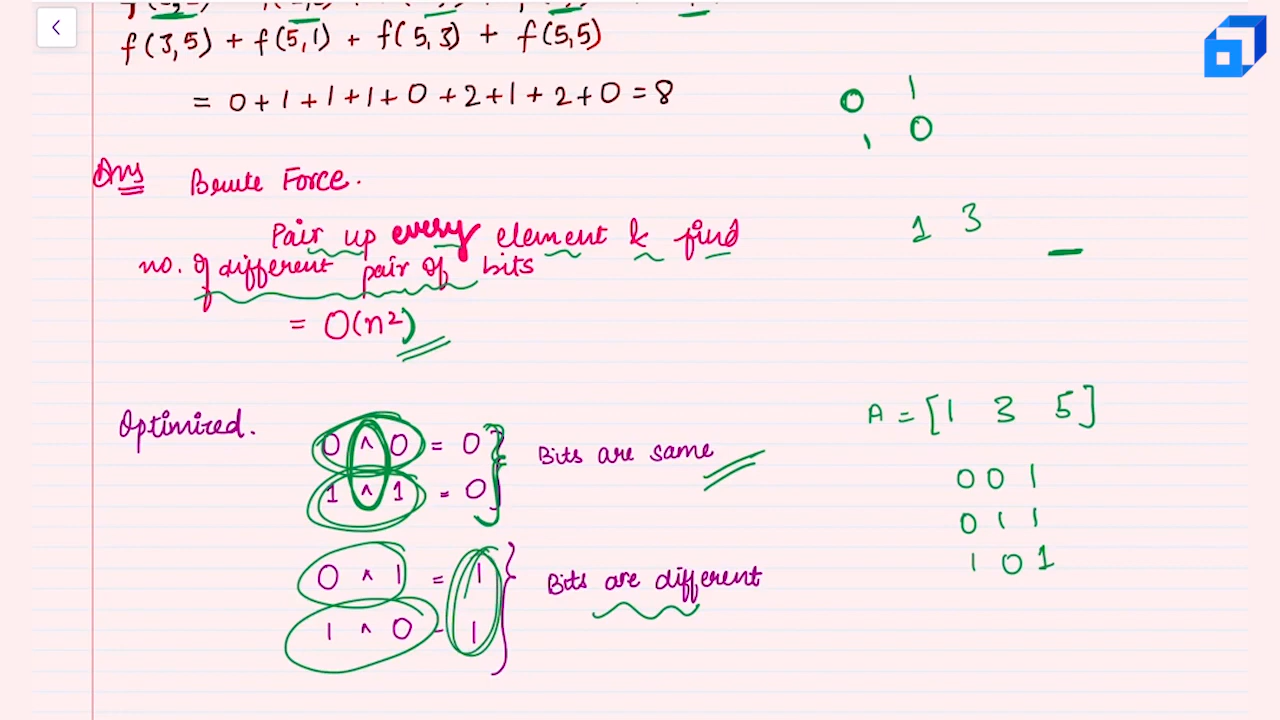 f(3,5) + f(5,1) + f(5,3) + f(5,5)
= 0+1+1+1+0+2+1+2+0 = 8
0 1
1 0
Ans Brute Force.
Pair up every element & find
no. of different pair of bits
= O(n²)
1 3
Optimized.
0 ^ 0 = 0
1 ^ 1 = 0
Bits are same
0 ^ 1 = 1
1 ^ 0 = 1
Bits are different
A = [1 3 5]
0 0 1
0 1 1
1 0 1